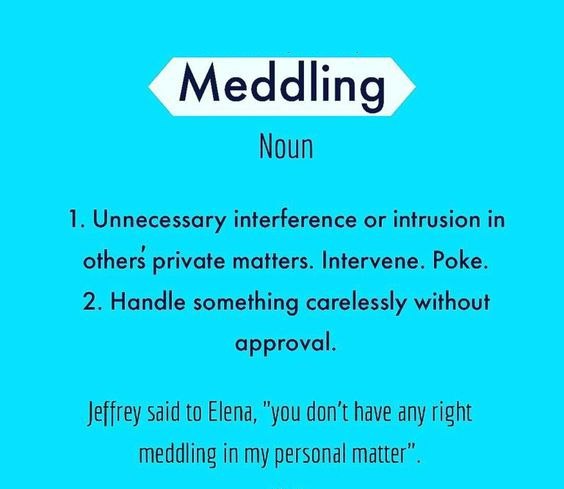 Meddling
Noun
1. Unnecessary interference or intrusion in
others' private matters. Intervene. Poke.
2. Handle something carelessly without
approval.
Jeffrey said to Elena, "you don't have any right
meddling in my personal matter".